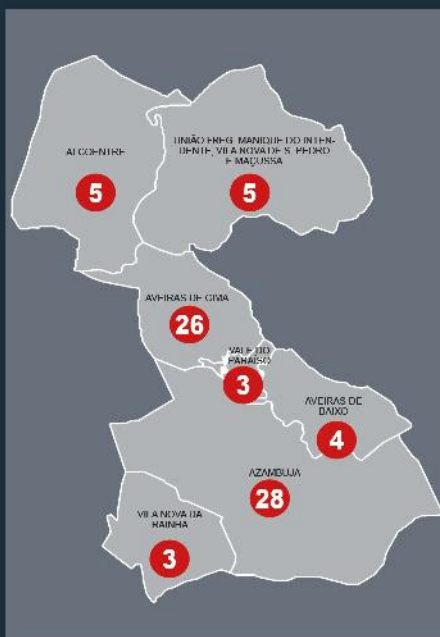 ALCOENTRE
5
UNIÃO FREG. MANIQUE DO INTEN-
DENTE, VILA NOVA DE S. PEDRO
E MAÇUSSA
5
AVEIRAS DE CIMA
26
VALE DO
PARAÍSO
3
AVEIRAS DE
BAIXO
4
AZAMBUJA
28
VILA NOVA DA
RAINHA
3